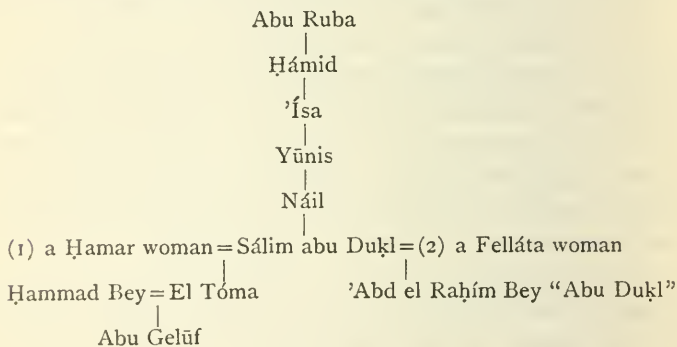 Abu Ruba
Ḥámid
’Ísa
Yūnis
Náil
(1) a Ḥamar woman=Sálim abu Duḳl=(2) a Felláta woman
Ḥammad Bey=El Tóma ’Abd el Raḥím Bey “Abu Duḳl”
Abu Gelūf